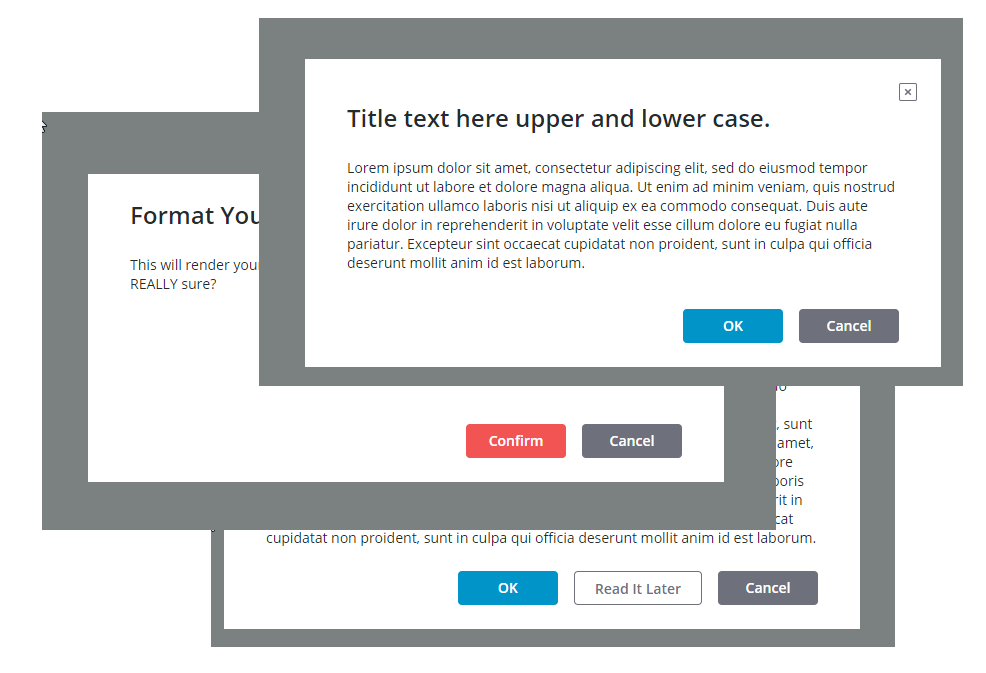 Title text here upper and lower case.
Lorem ipsum dolor sit amet, consectetur adipiscing elit, sed do eiusmod tempor
incididunt ut labore et dolore magna aliqua. Ut enim ad minim veniam, quis nostrud
exercitation ullamco laboris nisi ut aliquip ex ea commodo consequat. Duis aute
irure dolor in reprehenderit in voluptate velit esse cillum dolore eu fugiat nulla
pariatur. Excepteur sint occaecat cupidatat non proident, sunt in culpa qui officia
deserunt mollit anim id est laborum.
OK
Cancel
Format You
This will render your
REALLY sure?
Confirm
Cancel
, sunt
amet,
ore
boris
rit in
cat
cupidatat non proident, sunt in culpa qui officia deserunt mollit anim id est laborum.
OK
Read It Later
Cancel